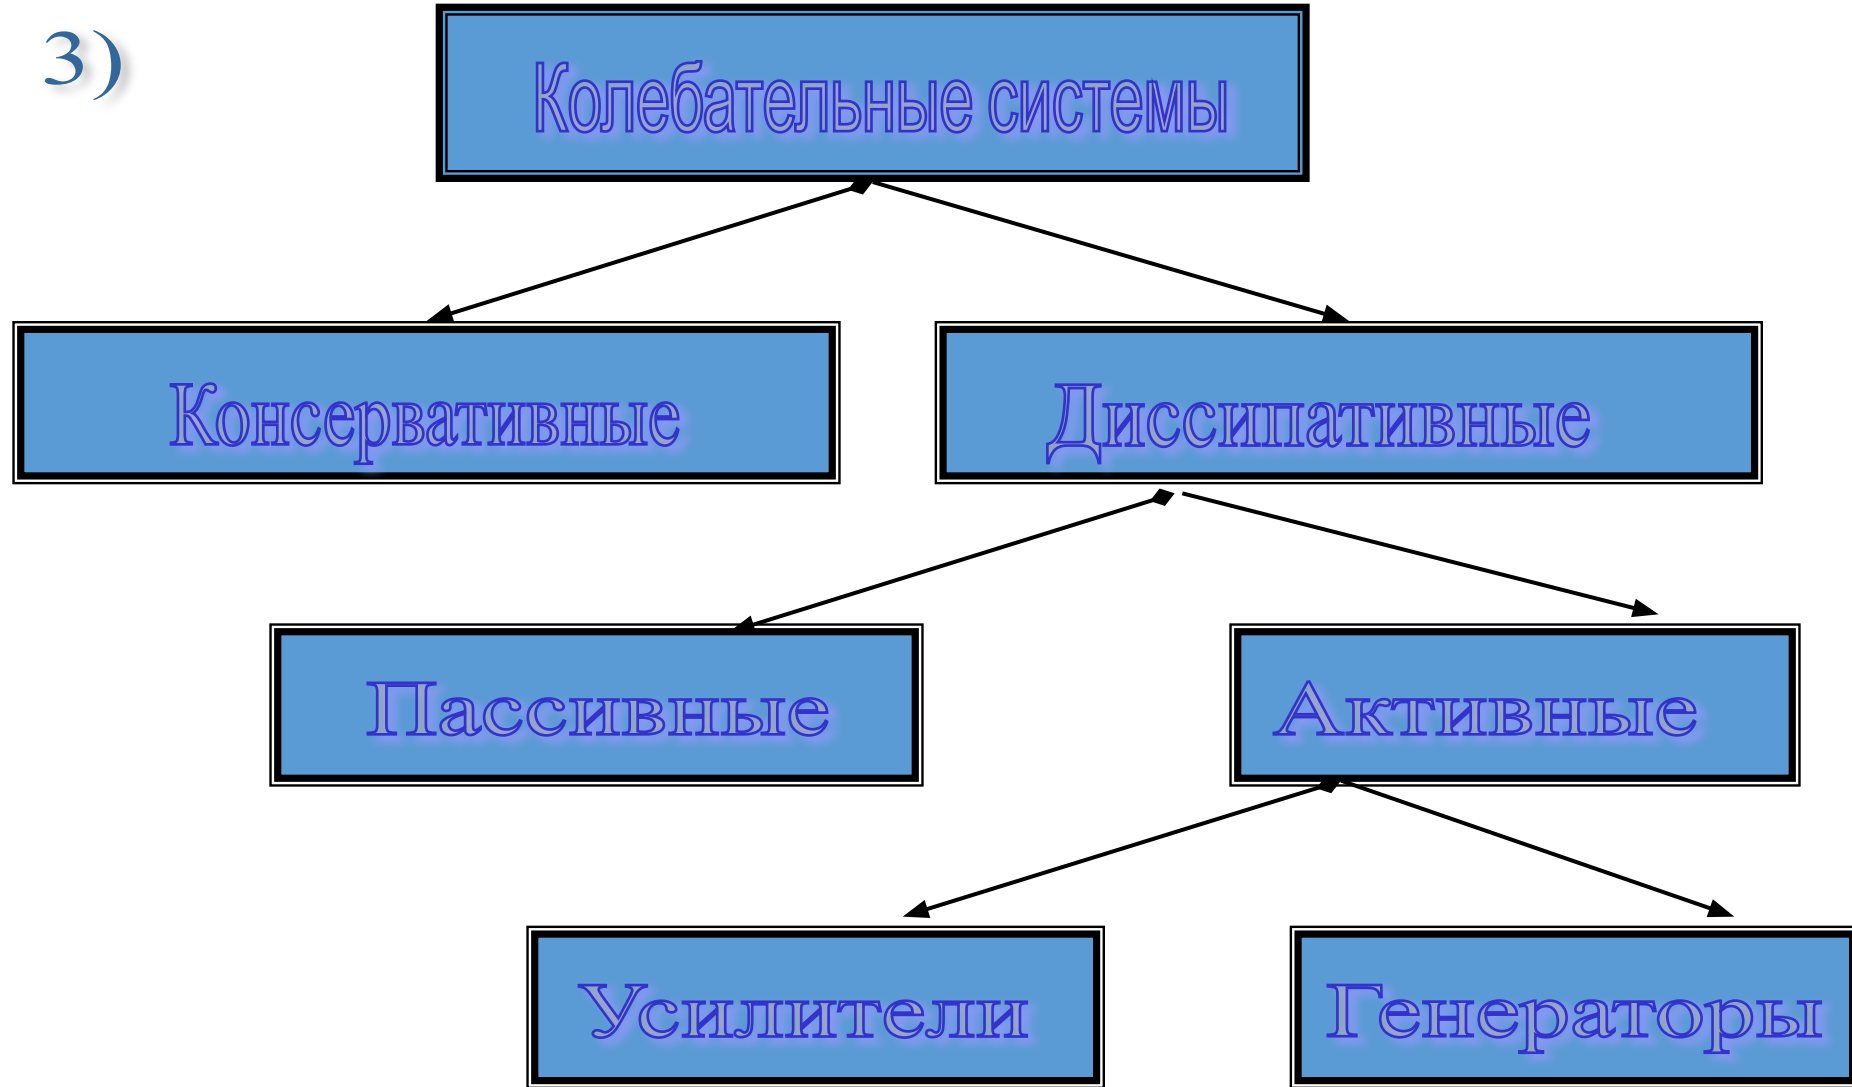 3)
Колебательные системы
Консервативные
Диссипативные
Пассивные
Активные
Усилители
Генераторы